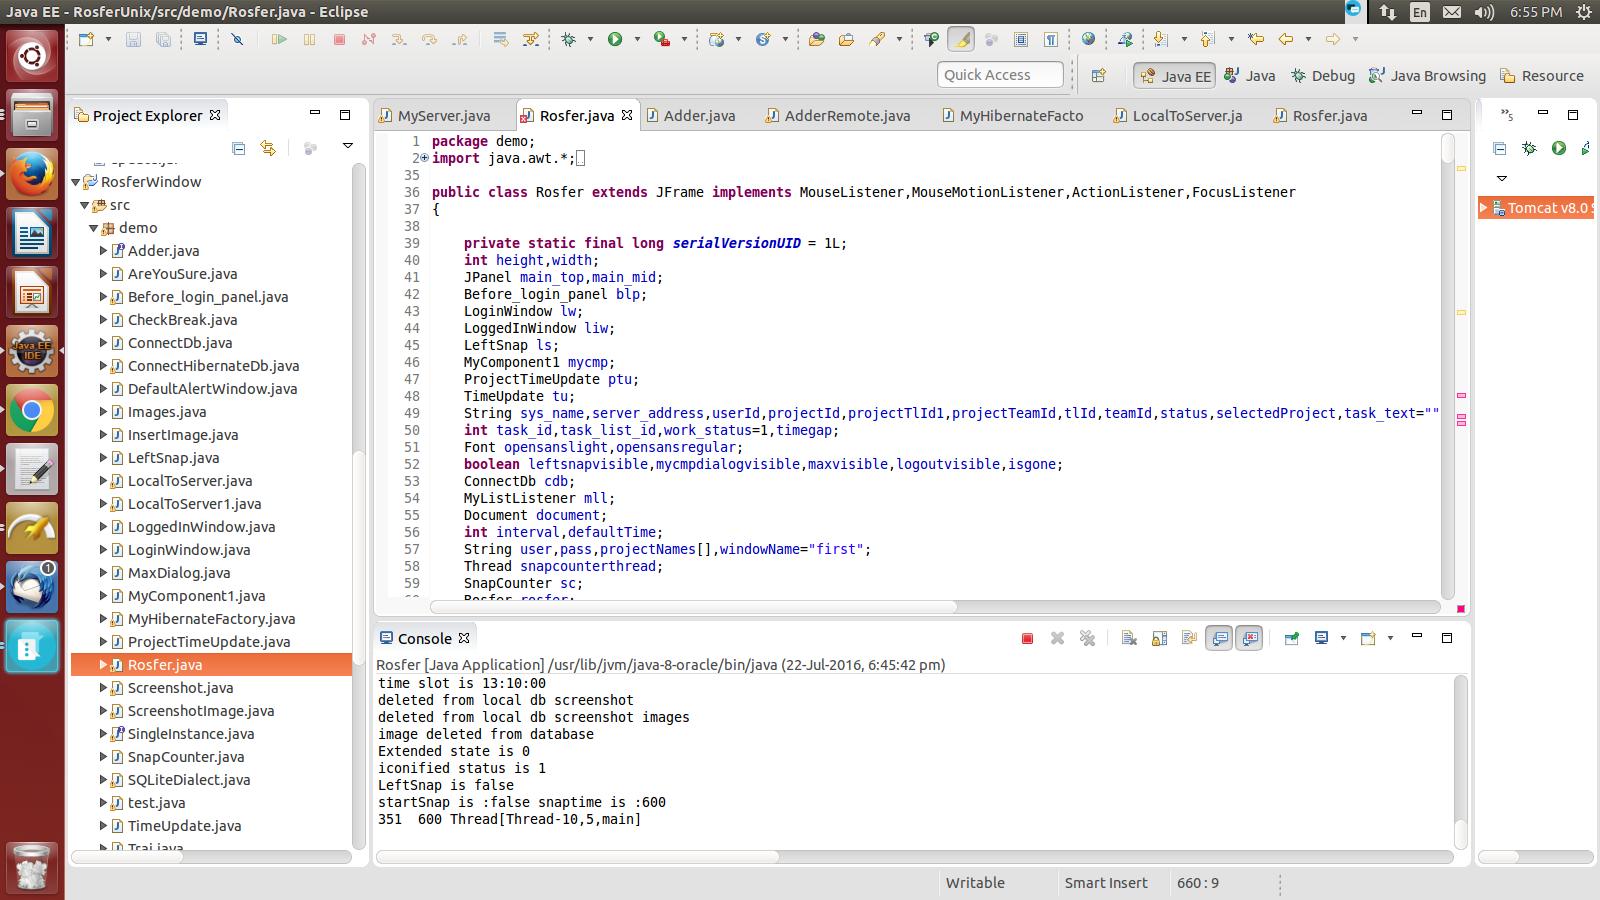 Java EE - RosferUnix/src/demo/Rosfer.java - Eclipse
En
6:55 PM
Quick Access
Java EE
Java
Debug
Java Browsing
Resource
Project Explorer
RosferWindow
src
demo
Adder.java
AreYouSure.java
Before_login_panel.java
CheckBreak.java
ConnectDb.java
ConnectHibernateDb.java
DefaultAlertWindow.java
Images.java
InsertImage.java
LeftSnap.java
LocalToServer.java
LocalToServer1.java
LoggedInWindow.java
LoginWindow.java
MaxDialog.java
MyComponent1.java
MyHibernateFactory.java
ProjectTimeUpdate.java
Rosfer.java
Screenshot.java
ScreenshotImage.java
SingleInstance.java
SnapCounter.java
SQLiteDialect.java
test.java
TimeUpdate.java
Java EE
IDE
1
MyServer.java
Rosfer.java
Adder.java
AdderRemote.java
MyHibernateFacto
LocalToServer.ja
Rosfer.java
1 package demo;
2 import java.awt.*;
35
36 public class Rosfer extends JFrame implements MouseListener,MouseMotionListener,ActionListener,FocusListener
37 {
38
39 private static final long serialVersionUID = 1L;
40 int height,width;
41 JPanel main_top,main_mid;
42 Before_login_panel blp;
43 LoginWindow lw;
44 LoggedInWindow liw;
45 LeftSnap ls;
46 MyComponent1 mycmp;
47 ProjectTimeUpdate ptu;
48 TimeUpdate tu;
49 String sys_name,server_address,userId,projectId,projectTlId1,projectTeamId,tlId,teamId,status,selectedProject,task_text=""
50 int task_id,task_list_id,work_status=1,timegap;
51 Font opensanslight,opensansregular;
52 boolean leftsnapvisible,mycmpdialogvisible,maxvisible,logoutvisible,isgone;
53 ConnectDb cdb;
54 MyListListener mll;
55 Document document;
56 int interval,defaultTime;
57 String user,pass,projectNames[],windowName="first";
58 Thread snapcounterthread;
59 SnapCounter sc;
Tomcat v8.0 S
Console
Rosfer [Java Application] /usr/lib/jvm/java-8-oracle/bin/java (22-Jul-2016, 6:45:42 pm)
time slot is 13:10:00
deleted from local db screenshot
deleted from local db screenshot images
image deleted from database
Extended state is 0
iconified status is 1
LeftSnap is false
startSnap is :false snaptime is :600
351 600 Thread[Thread-10,5,main]
Writable
Smart Insert
660 : 9